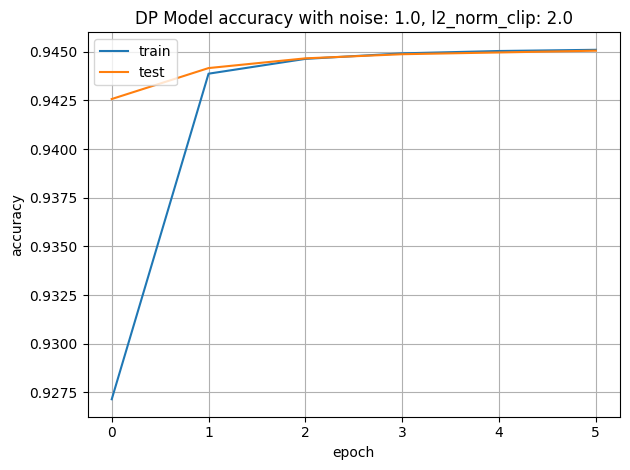 DP Model accuracy with noise: 1.0, l2_norm_clip: 2.0
train
test
0.9450
0.9425
0.9400
0.9375
0.9350
0.9325
0.9300
0.9275
accuracy
0 1 2 3 4 5
epoch